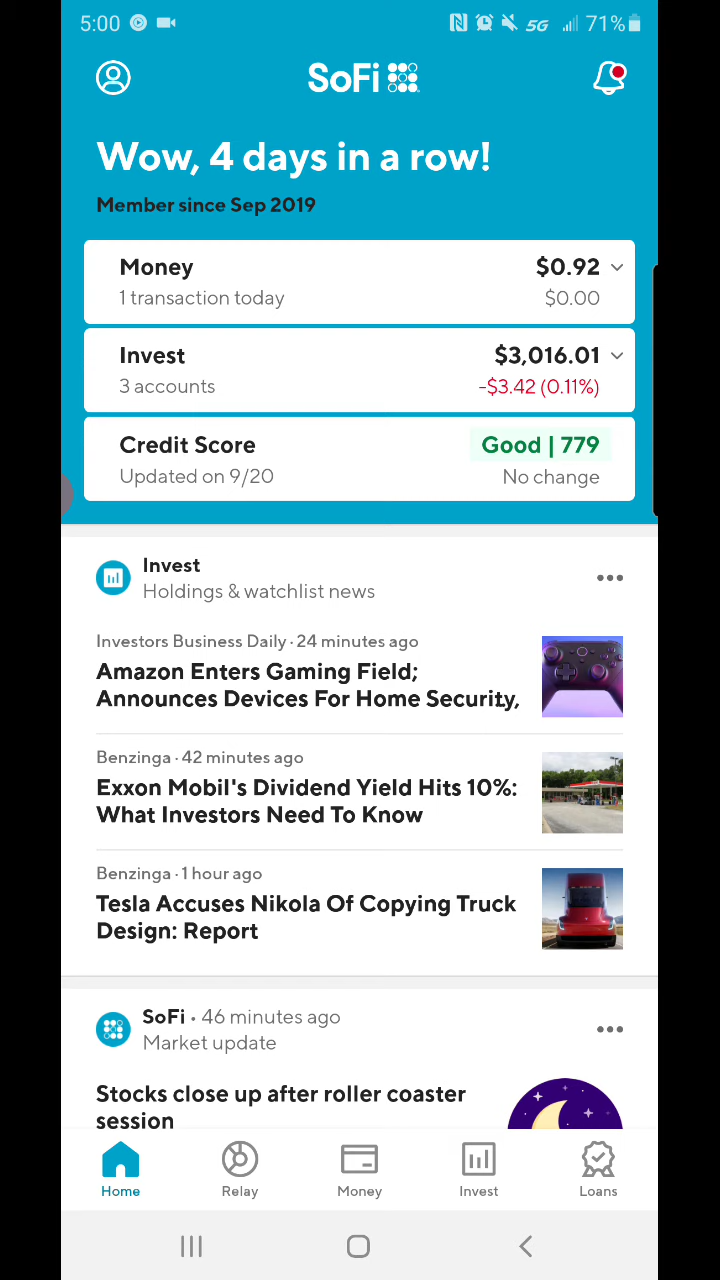 5:00 5G 71%
SoFi
Wow, 4 days in a row!
Member since Sep 2019
Money $0.92
1 transaction today $0.00
Invest $3,016.01
3 accounts -$3.42 (0.11%)
Credit Score Good | 779
Updated on 9/20 No change
Invest
Holdings & watchlist news
Investors Business Daily · 24 minutes ago
Amazon Enters Gaming Field;
Announces Devices For Home Security,
Benzinga · 42 minutes ago
Exxon Mobil's Dividend Yield Hits 10%:
What Investors Need To Know
Benzinga · 1 hour ago
Tesla Accuses Nikola Of Copying Truck
Design: Report
SoFi • 46 minutes ago
Market update
Stocks close up after roller coaster
session
Home Relay Money Invest Loans